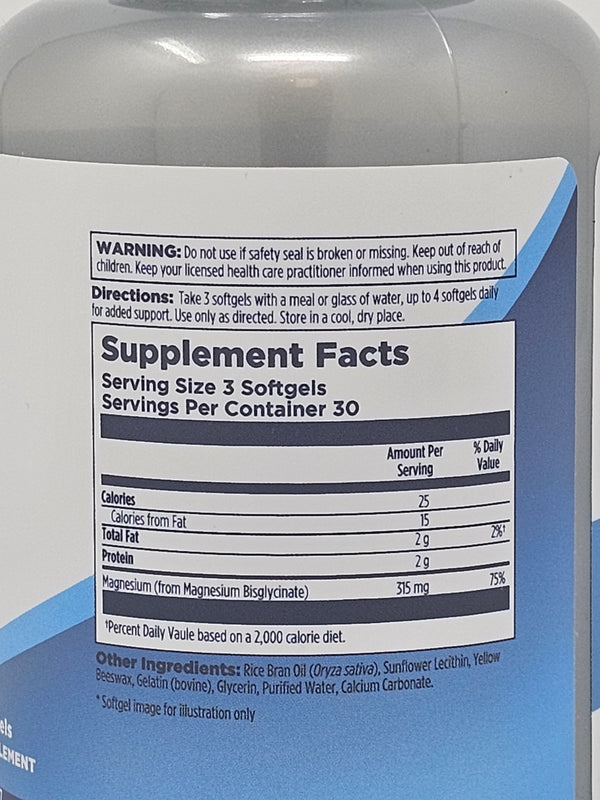 WARNING: Do not use if safety seal is broken or missing. Keep out of reach of
children. Keep your licensed health care practitioner informed when using this product.
Directions: Take 3 softgels with a meal or glass of water, up to 4 softgels daily
for added support. Use only as directed. Store in a cool, dry place.
Supplement Facts
Serving Size 3 Softgels
Servings Per Container 30
Amount Per Serving % Daily Value
Calories 25
Calories from Fat 15
Total Fat 2 g 2%†
Protein 2 g
Magnesium (from Magnesium Bisglycinate) 315 mg 75%
†Percent Daily Vaule based on a 2,000 calorie diet.
Other Ingredients: Rice Bran Oil (Oryza sativa), Sunflower Lecithin, Yellow
Beeswax, Gelatin (bovine), Glycerin, Purified Water, Calcium Carbonate.
*Softgel image for illustration only
els
LEMENT